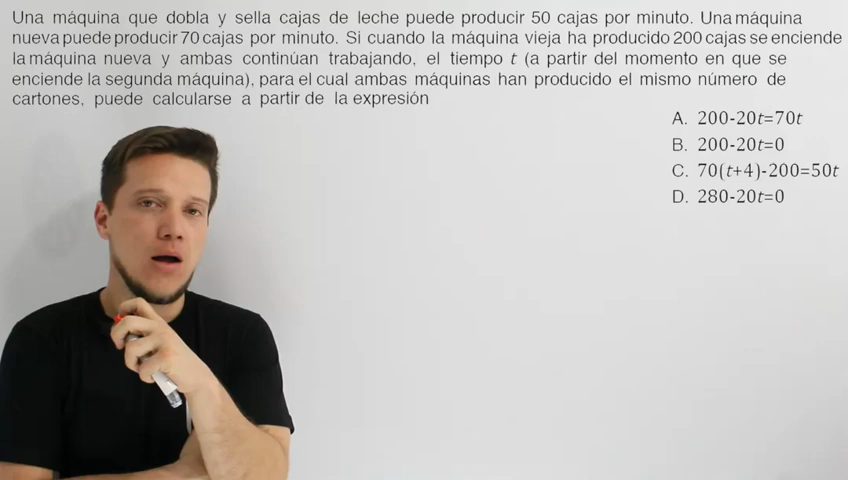 Una máquina que dobla y sella cajas de leche puede producir 50 cajas por minuto. Una máquina
nueva puede producir 70 cajas por minuto. Si cuando la máquina vieja ha producido 200 cajas se enciende
la máquina nueva y ambas continúan trabajando, el tiempo t (a partir del momento en que se
enciende la segunda máquina), para el cual ambas máquinas han producido el mismo número de
cartones, puede calcularse a partir de la expresión
A. 200-20t=70t
B. 200-20t=0
C. 70(t+4)-200=50t
D. 280-20t=0